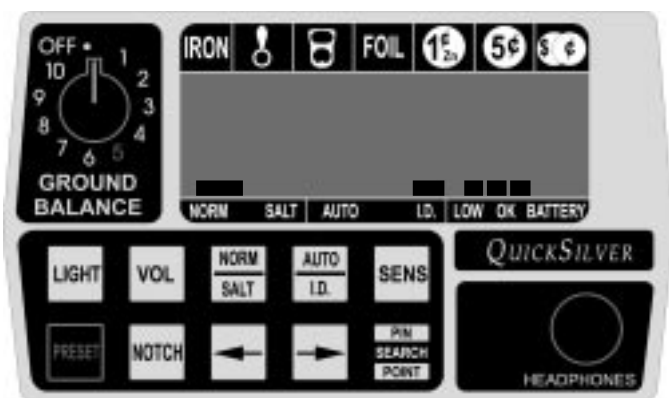 OFF
1
2
3
4
5
6
7
8
9
10
GROUND
BALANCE
IRON
FOIL
1¢ Zn
5¢
$ ¢
NORM SALT AUTO I.D. LOW OK BATTERY
LIGHT
VOL
NORM
SALT
AUTO
I.D.
SENS
PRESET
NOTCH
PIN
SEARCH
POINT
QUICKSILVER
HEADPHONES